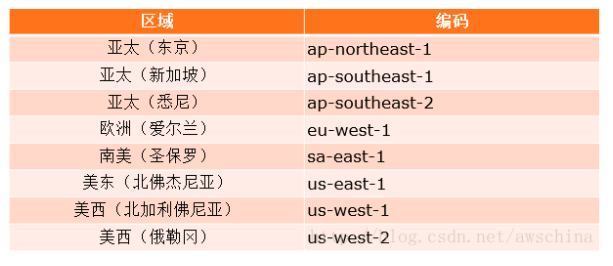 区域 编码
亚太（东京） ap-northeast-1
亚太（新加坡） ap-southeast-1
亚太（悉尼） ap-southeast-2
欧洲（爱尔兰） eu-west-1
南美（圣保罗） sa-east-1
美东（北佛杰尼亚） us-east-1
美西（北加利佛尼亚） us-west-1
美西（俄勒冈） us-west-2
blog.csdn.net/awschina